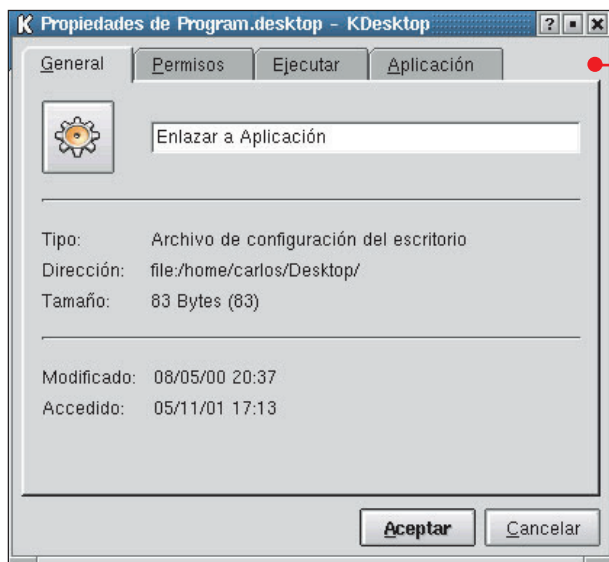 Propiedades de Program.desktop - KDesktop
General Permisos Ejecutar Aplicación
Enlazar a Aplicación
Tipo: Archivo de configuración del escritorio
Dirección: file:/home/carlos/Desktop/
Tamaño: 83 Bytes (83)
Modificado: 08/05/00 20:37
Accedido: 05/11/01 17:13
Aceptar Cancelar